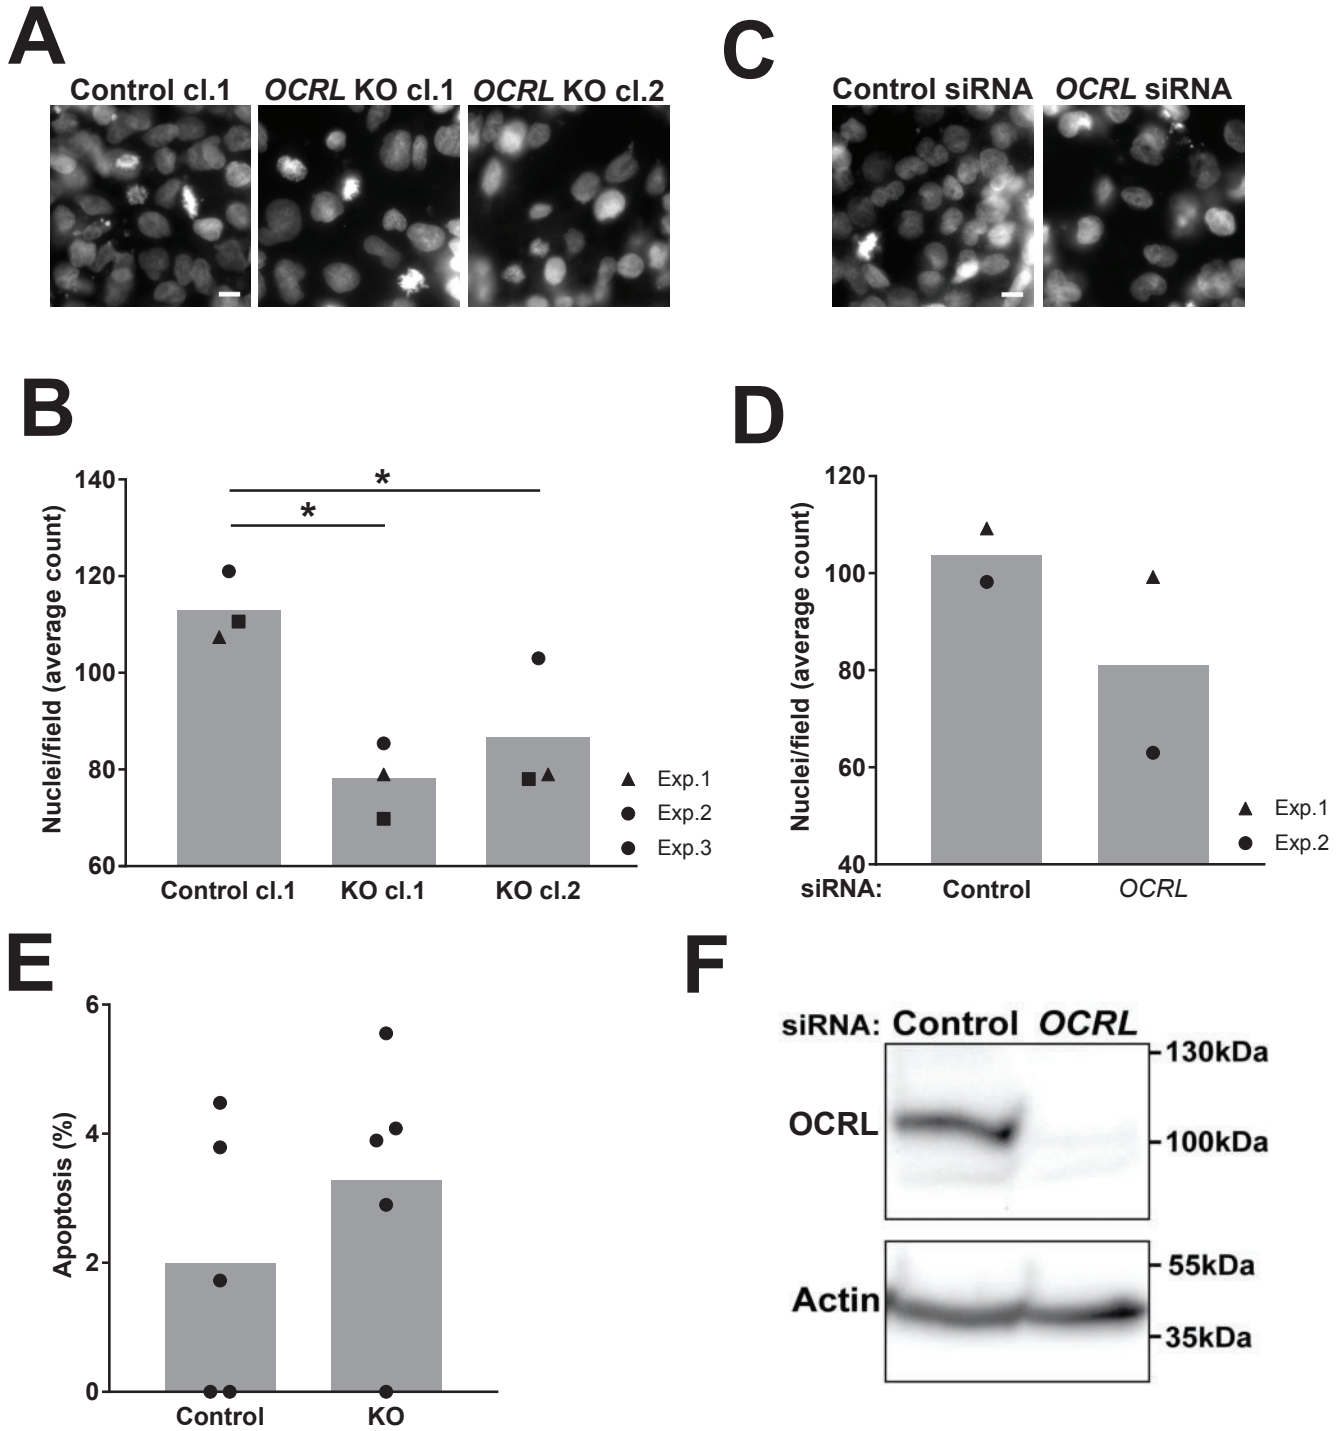 A
Control cl.1
OCRL KO cl.1
OCRL KO cl.2
C
Control siRNA
OCRL siRNA
B
Nuclei/field (average count)
140
120
100
80
60
*
*
Control cl.1
KO cl.1
KO cl.2
Exp.1
Exp.2
Exp.3
D
Nuclei/field (average count)
120
100
80
60
40
siRNA:
Control
OCRL
Exp.1
Exp.2
E
Apoptosis (%)
6
4
2
0
Control
KO
F
siRNA: Control OCRL
OCRL
130kDa
100kDa
Actin
55kDa
35kDa